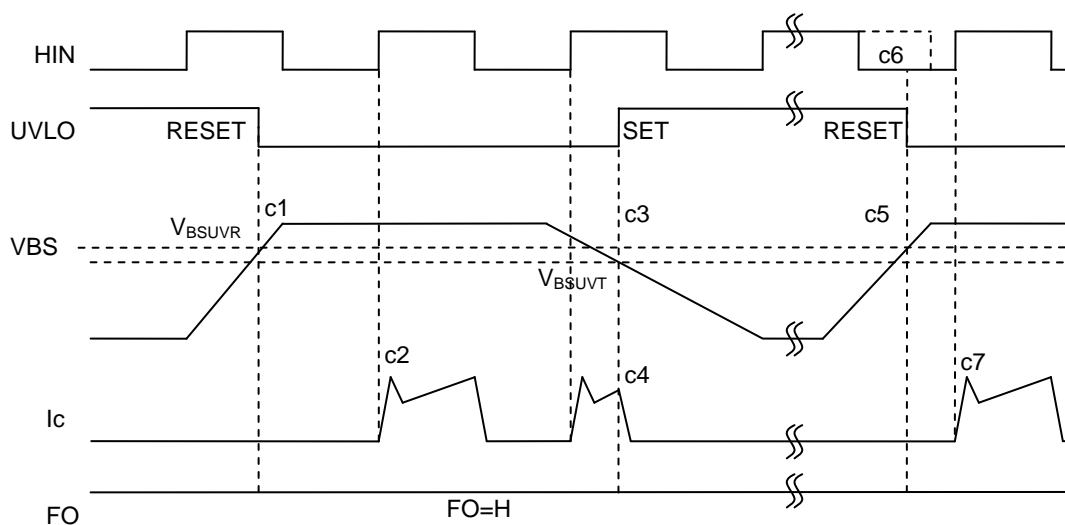 HIN
c6
UVLO
RESET
SET
RESET
c1
c3
c5
VBSUVR
VBS
VBSUVT
c2
c4
c7
Ic
FO=H
FO